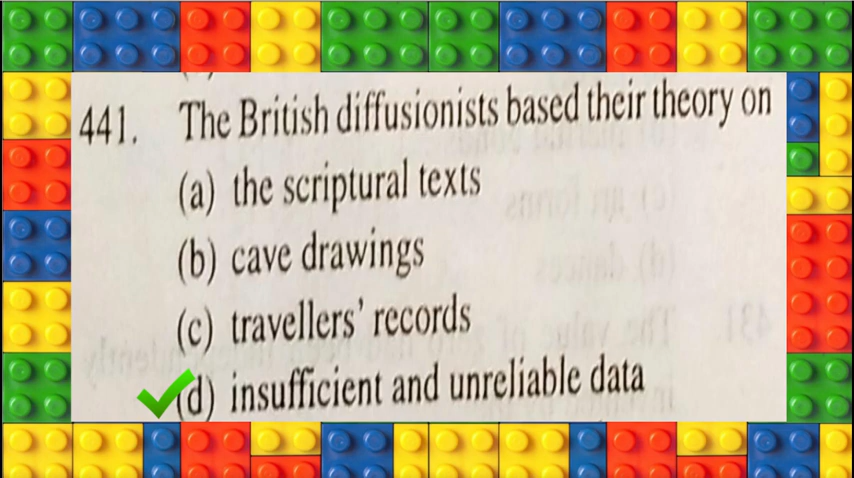 441. The British diffusionists based their theory on
(a) the scriptural texts
(b) cave drawings
(c) travellers' records
(d) insufficient and unreliable data